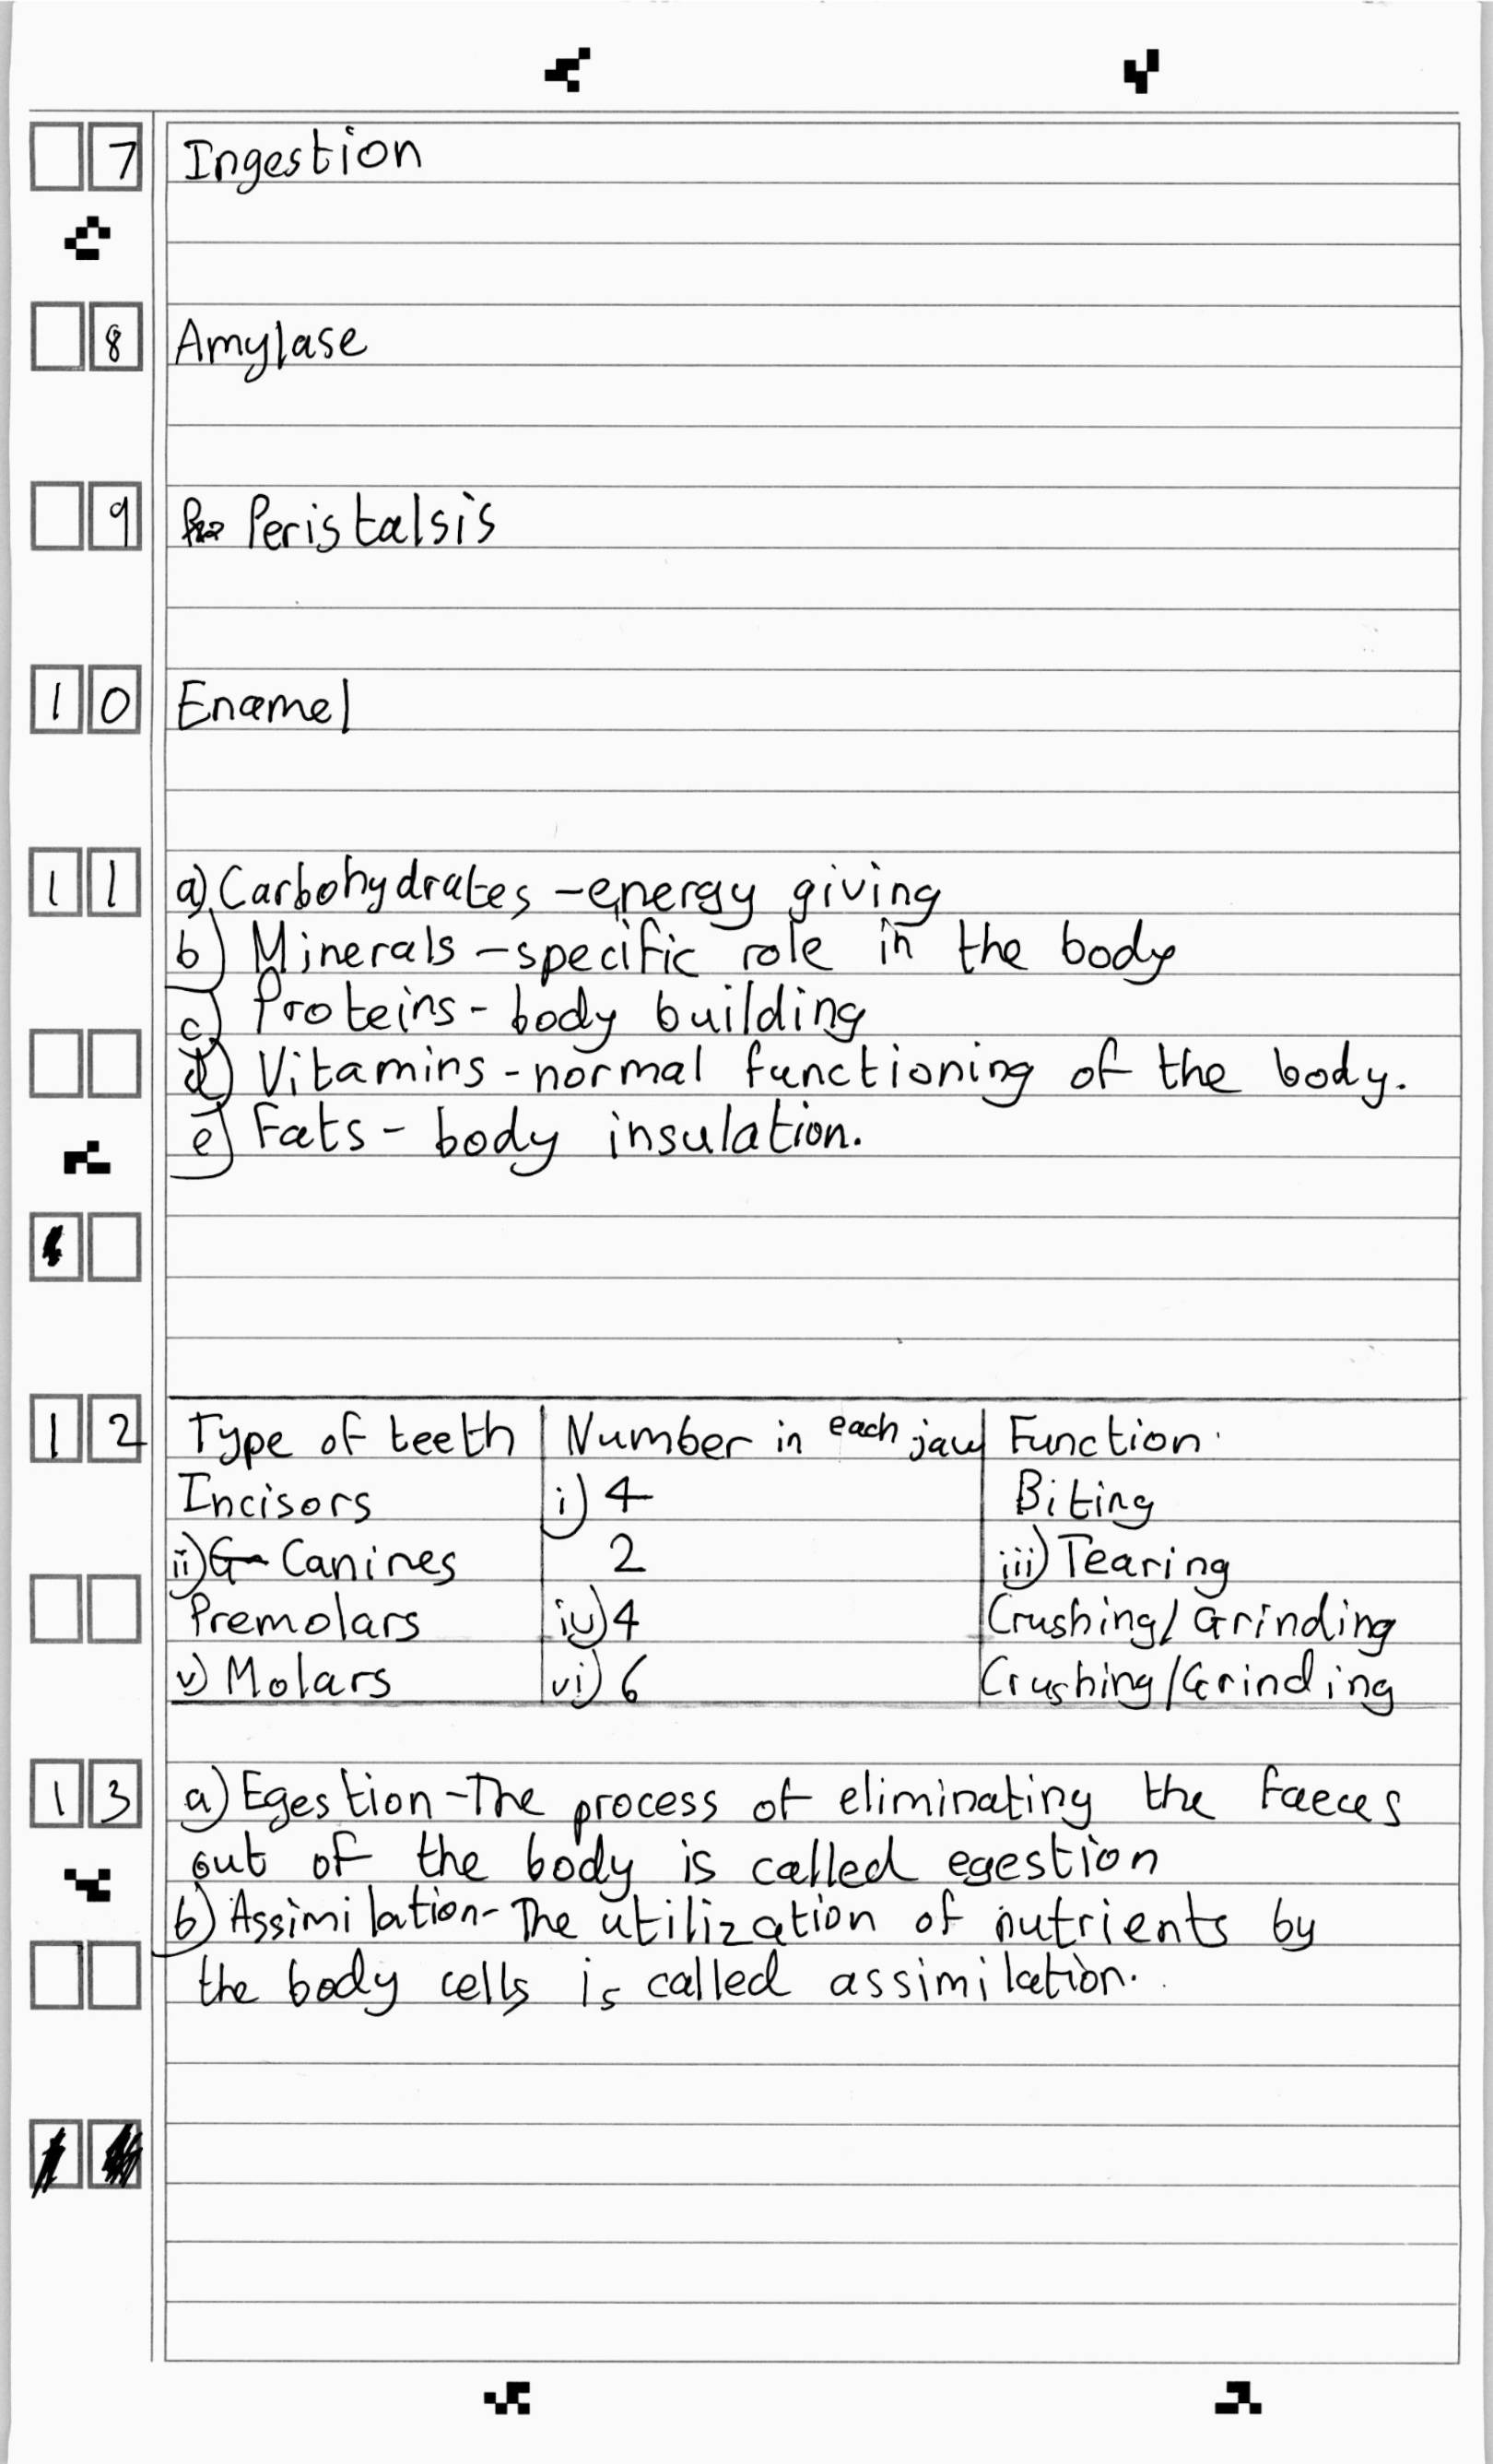 7 Ingestion
8 Amylase
9 Peristalsis
10 Enamel
11 a) Carbohydrates - energy giving
b) Minerals - specific role in the body
c) Proteins - body building
d) Vitamins - normal functioning of the body.
e) Fats - body insulation.
12 Type of teeth | Number in each jaw | Function
Incisors | i) 4 | Biting
ii) Canines | 2 | iii) Tearing
Premolars | iv) 4 | Crushing/Grinding
v) Molars | vi) 6 | Crushing/Grinding
13 a) Egestion - The process of eliminating the faeces
out of the body is called egestion
b) Assimilation - The utilization of nutrients by
the body cells is called assimilation.